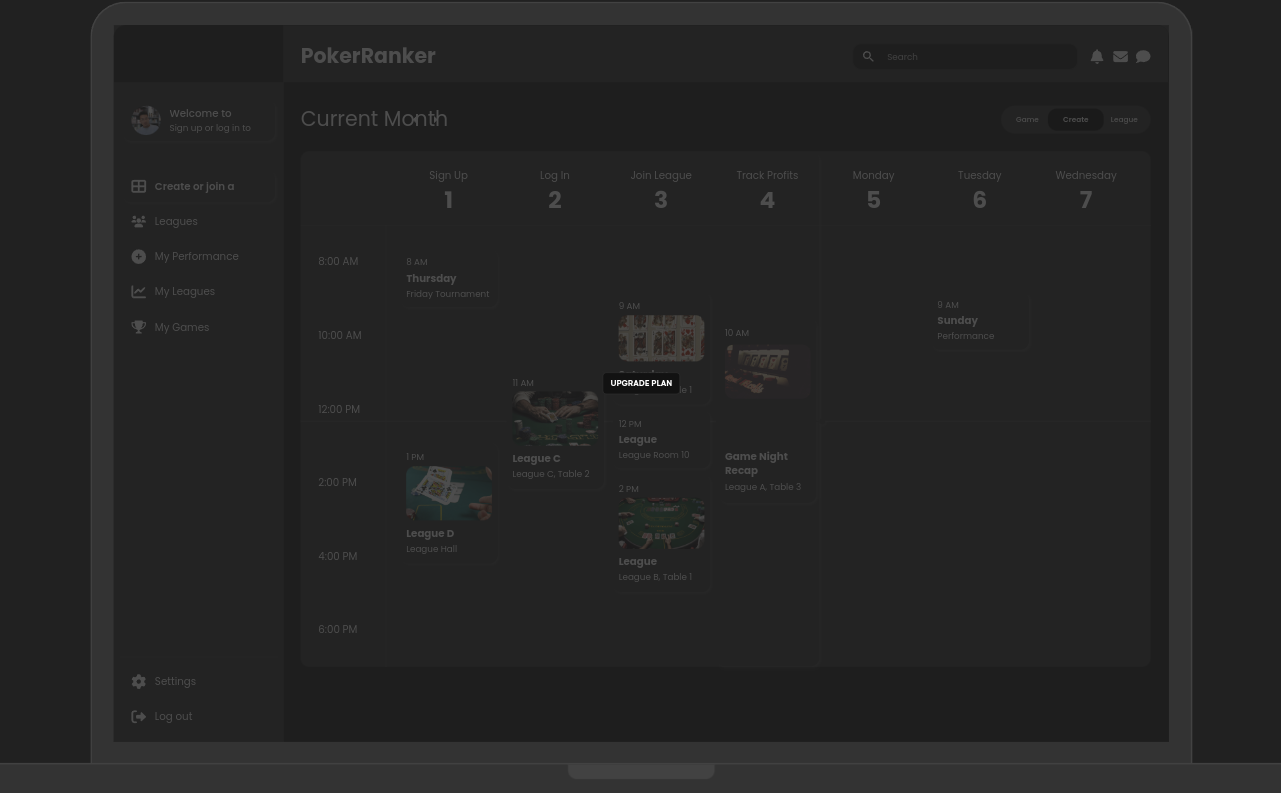 PokerRanker
Search
Welcome to
Sign up or log in to
Create or join a
Leagues
My Performance
My Leagues
My Games
Settings
Log out
Current Month
Game
Create
League
Sign Up
1
Log In
2
Join League
3
Track Profits
4
Monday
5
Tuesday
6
Wednesday
7
8:00 AM
10:00 AM
12:00 PM
2:00 PM
4:00 PM
6:00 PM
8 AM
Thursday
Friday Tournament
1 PM
League D
League Hall
11 AM
League C
League C, Table 2
9 AM
UPGRADE PLAN
12 PM
League
League Room 10
2 PM
League
League B, Table 1
10 AM
Game Night
Recap
League A, Table 3
9 AM
Sunday
Performance